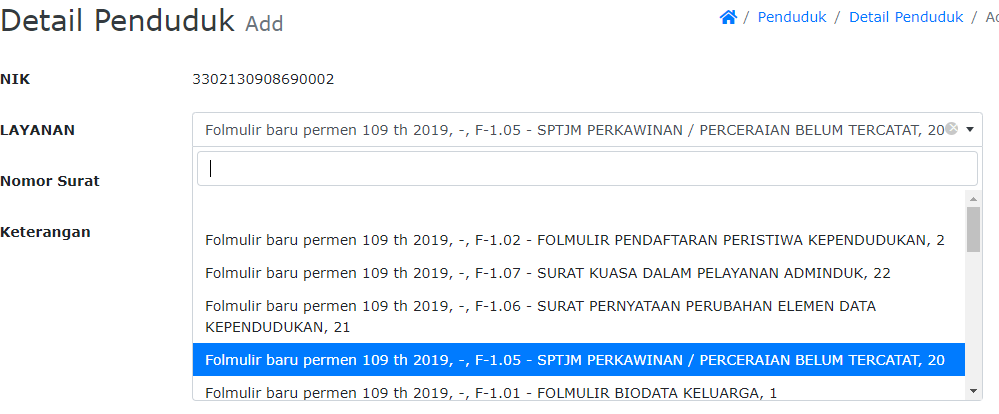 Detail Penduduk Add
/ Penduduk / Detail Penduduk / Ad
NIK 3302130908690002
LAYANAN Folmulir baru permen 109 th 2019, -, F-1.05 - SPTJM PERKAWINAN / PERCERAIAN BELUM TERCATAT, 20
Nomor Surat
Keterangan
Folmulir baru permen 109 th 2019, -, F-1.02 - FOLMULIR PENDAFTARAN PERISTIWA KEPENDUDUKAN, 2
Folmulir baru permen 109 th 2019, -, F-1.07 - SURAT KUASA DALAM PELAYANAN ADMINDUK, 22
Folmulir baru permen 109 th 2019, -, F-1.06 - SURAT PERNYATAAN PERUBAHAN ELEMEN DATA
KEPENDUDUKAN, 21
Folmulir baru permen 109 th 2019, -, F-1.05 - SPTJM PERKAWINAN / PERCERAIAN BELUM TERCATAT, 20
Folmulir baru permen 109 th 2019, -, F-1.01 - FOLMULIR BIODATA KELUARGA, 1